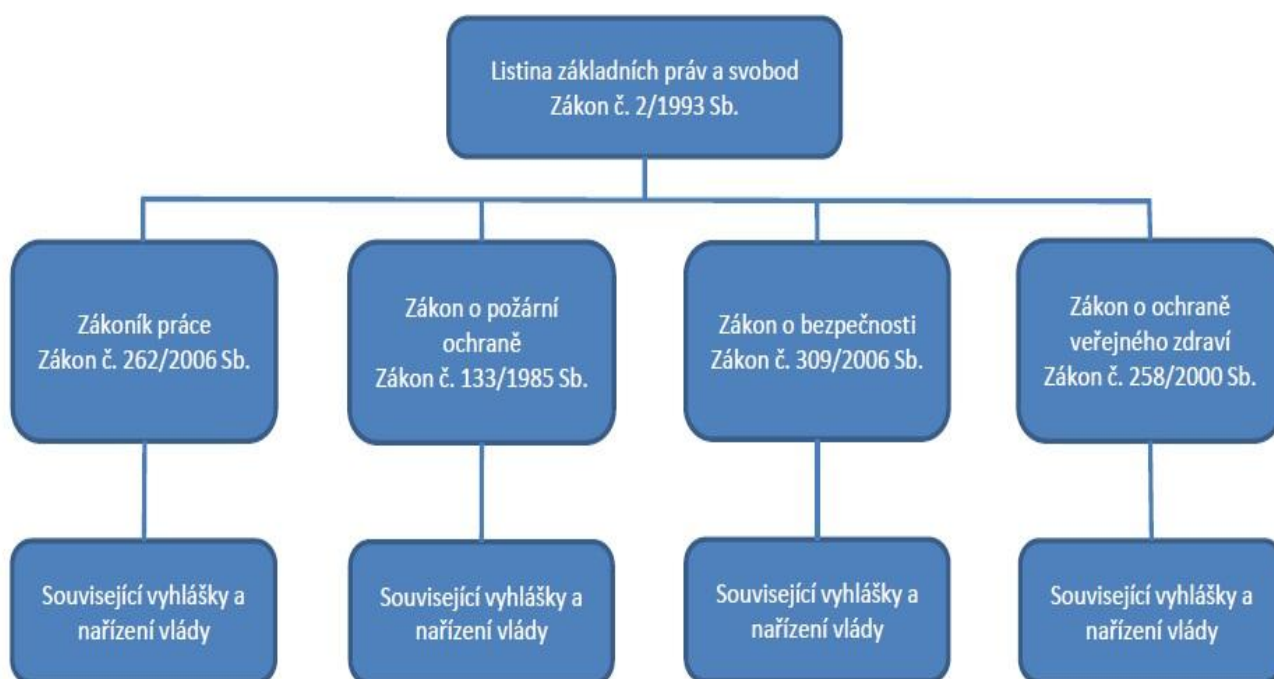 Listina základních práv a svobod
Zákon č. 2/1993 Sb.
Zákoník práce
Zákon č. 262/2006 Sb.
Zákon o požární
ochraně
Zákon č. 133/1985 Sb.
Zákon o bezpečnosti
Zákon č. 309/2006 Sb.
Zákon o ochraně
veřejného zdraví
Zákon č. 258/2000 Sb.
Související vyhlášky a
nařízení vlády
Související vyhlášky a
nařízení vlády
Související vyhlášky a
nařízení vlády
Související vyhlášky a
nařízení vlády